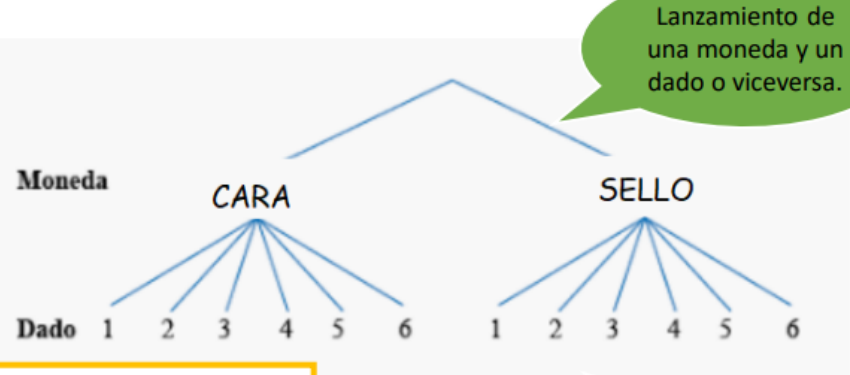 Lanzamiento de
una moneda y un
dado o viceversa.
Moneda
CARA SELLO
Dado 1 2 3 4 5 6 1 2 3 4 5 6